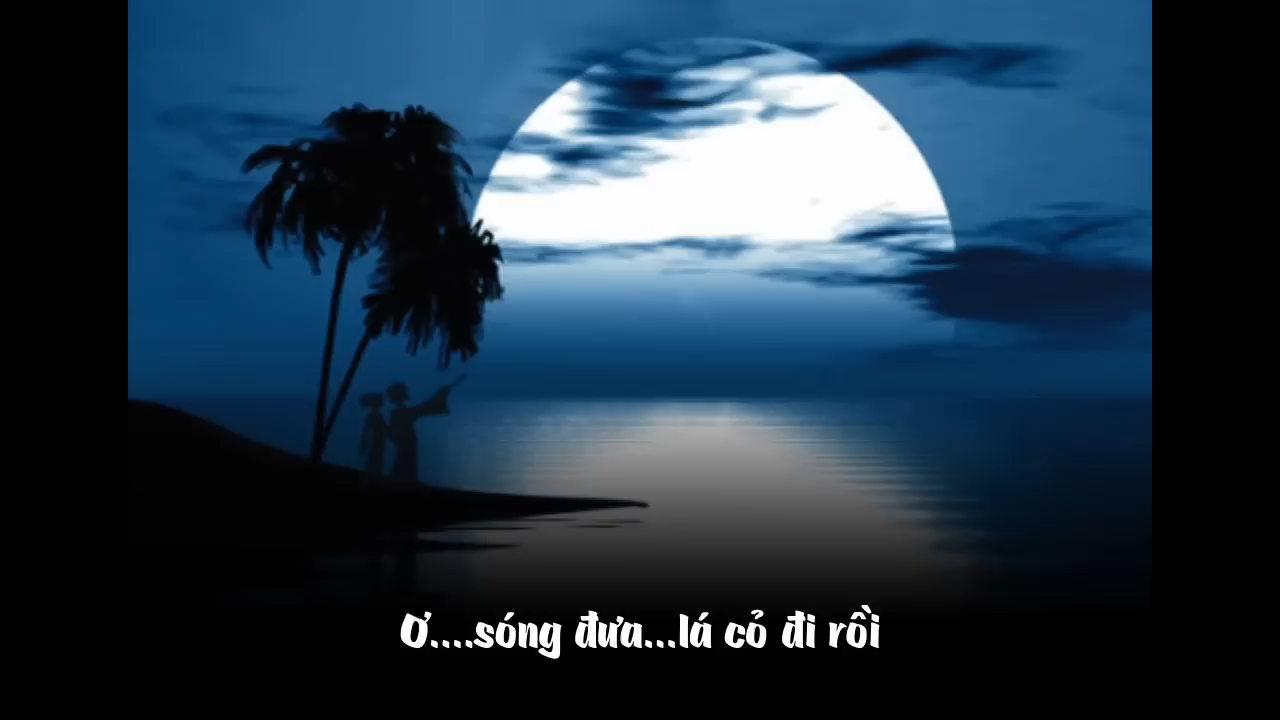 Ơ....sóng đưa...lá cỏ đi rồi